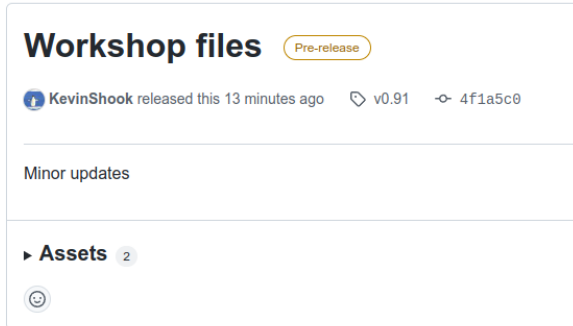 Workshop files Pre-release
KevinShook released this 13 minutes ago v0.91 4f1a5c0
Minor updates
Assets 2